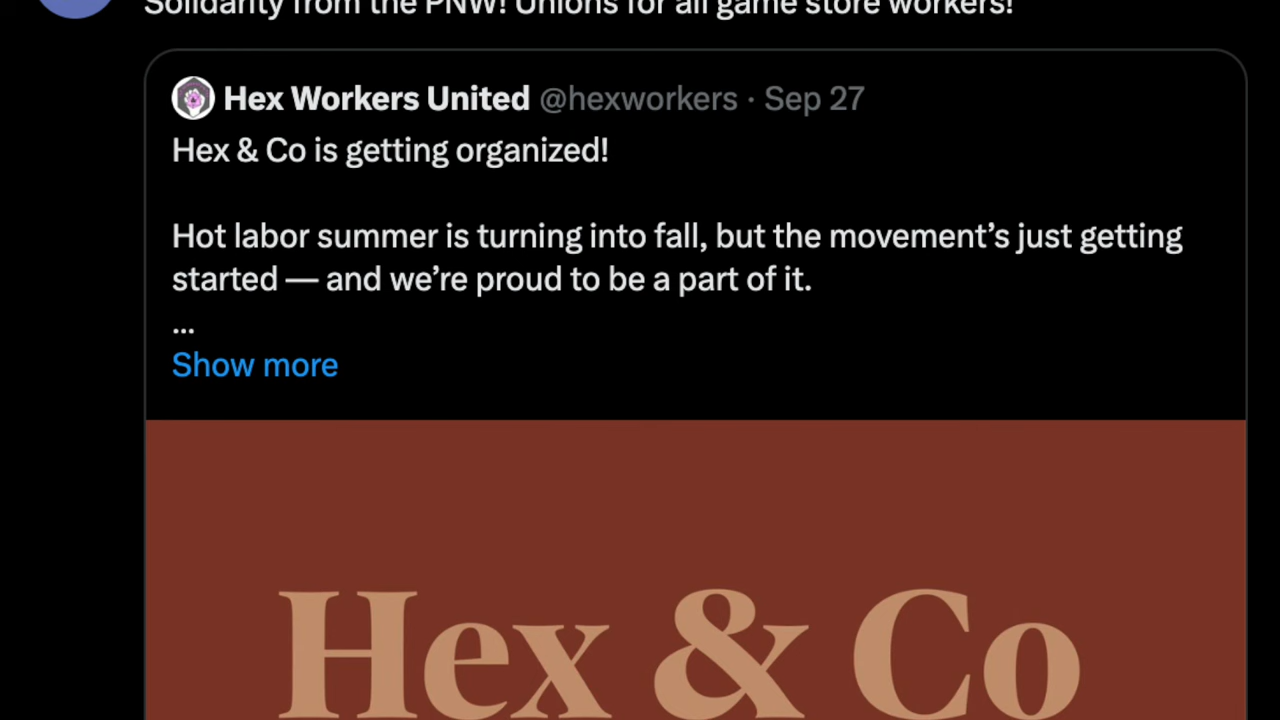 Solidarity from the PNW! Unions for all game store workers!
Hex Workers United @hexworkers · Sep 27
Hex & Co is getting organized!
Hot labor summer is turning into fall, but the movement’s just getting
started — and we’re proud to be a part of it.
...
Show more
Hex & Co